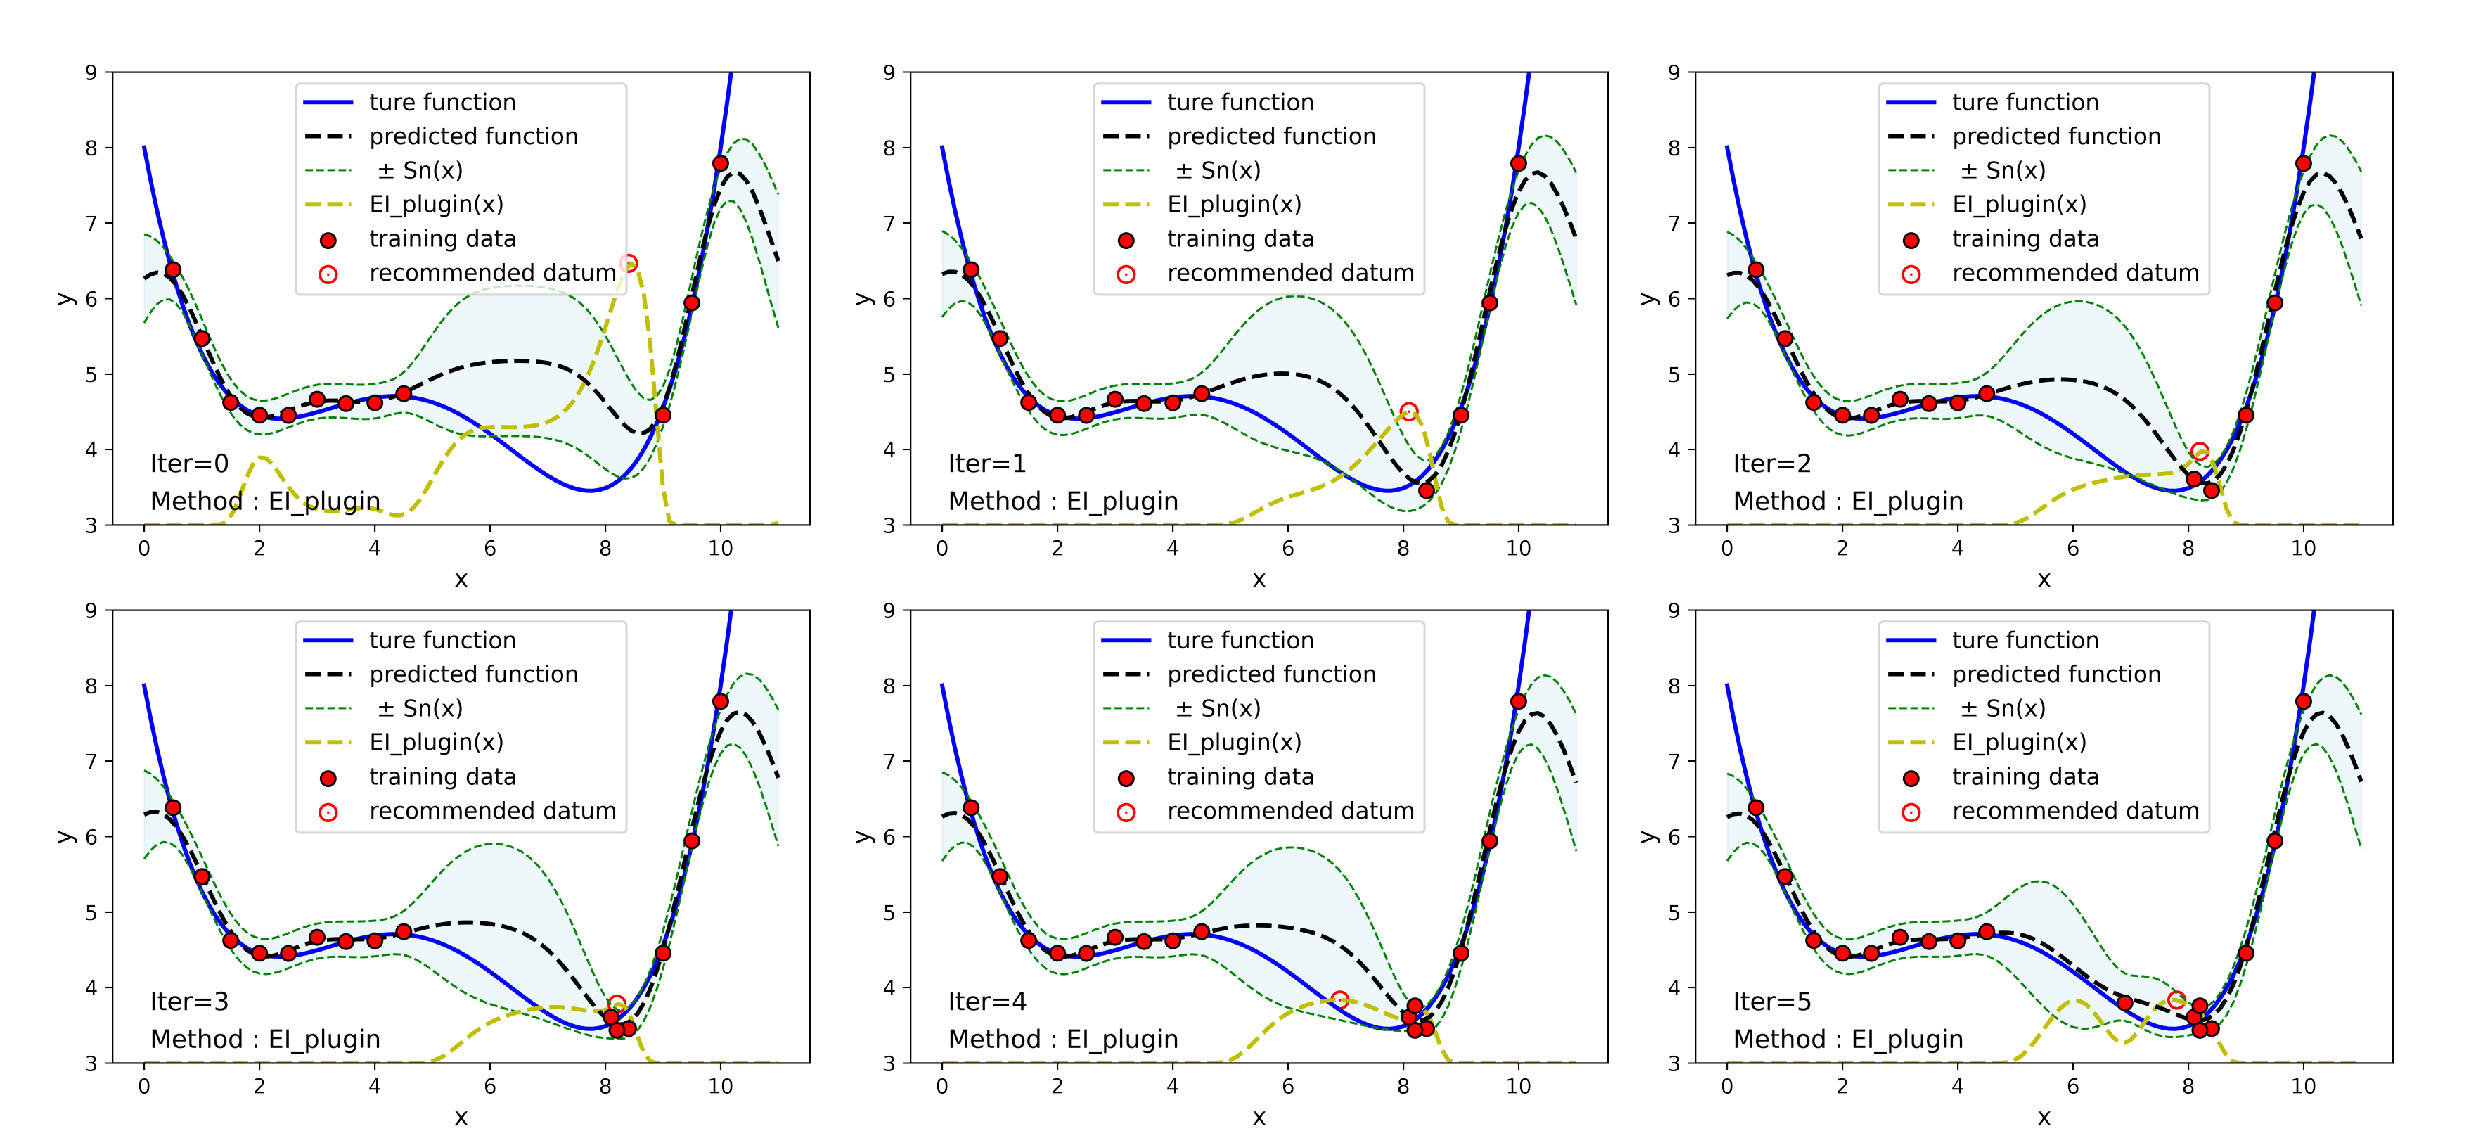 9
8
7
6
5
4
3
y
ture function
predicted function
± Sn(x)
EI_plugin(x)
training data
recommended datum
Iter=0
Method : EI_plugin
0 2 4 6 8 10
x
9
8
7
6
5
4
3
y
ture function
predicted function
± Sn(x)
EI_plugin(x)
training data
recommended datum
Iter=1
Method : EI_plugin
0 2 4 6 8 10
x
9
8
7
6
5
4
3
y
ture function
predicted function
± Sn(x)
EI_plugin(x)
training data
recommended datum
Iter=2
Method : EI_plugin
0 2 4 6 8 10
x
9
8
7
6
5
4
3
y
ture function
predicted function
± Sn(x)
EI_plugin(x)
training data
recommended datum
Iter=3
Method : EI_plugin
0 2 4 6 8 10
x
9
8
7
6
5
4
3
y
ture function
predicted function
± Sn(x)
EI_plugin(x)
training data
recommended datum
Iter=4
Method : EI_plugin
0 2 4 6 8 10
x
9
8
7
6
5
4
3
y
ture function
predicted function
± Sn(x)
EI_plugin(x)
training data
recommended datum
Iter=5
Method : EI_plugin
0 2 4 6 8 10
x